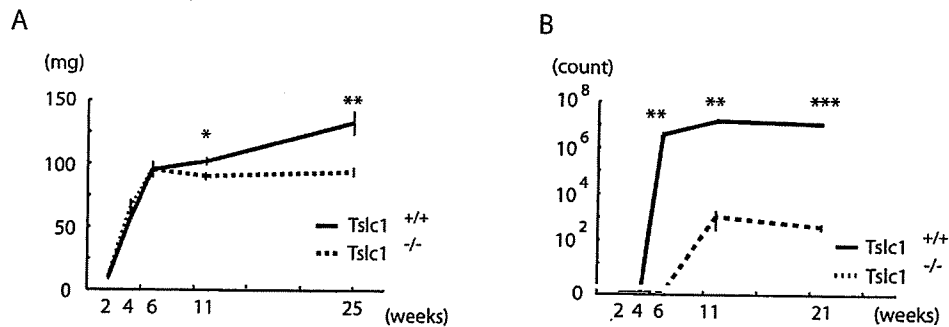 A
(mg)
150
100
50
0
2 4 6 11 25 (weeks)
* **
Tslc1 +/+
Tslc1 -/-
B
(count)
10 8
10 6
10 4
10 2
0
2 4 6 11 21 (weeks)
** ** ***
Tslc1 +/+
Tslc1 -/-